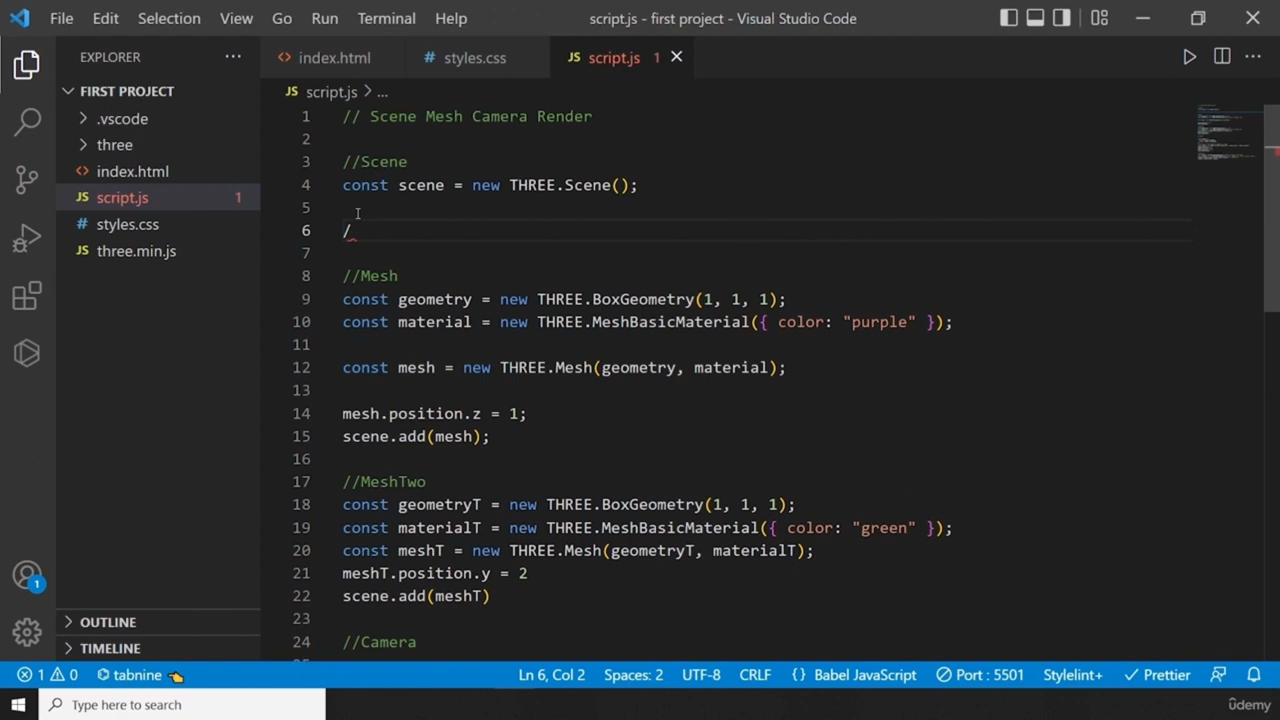 File Edit Selection View Go Run Terminal Help
script.js - first project - Visual Studio Code
EXPLORER
index.html
styles.css
JS script.js 1
FIRST PROJECT
.vscode
three
index.html
JS script.js 1
# styles.css
JS three.min.js
OUTLINE
TIMELINE
JS script.js > ...
1 // Scene Mesh Camera Render
2
3 //Scene
4 const scene = new THREE.Scene();
5
6 /
7
8 //Mesh
9 const geometry = new THREE.BoxGeometry(1, 1, 1);
10 const material = new THREE.MeshBasicMaterial({ color: "purple" });
11
12 const mesh = new THREE.Mesh(geometry, material);
13
14 mesh.position.z = 1;
15 scene.add(mesh);
16
17 //MeshTwo
18 const geometryT = new THREE.BoxGeometry(1, 1, 1);
19 const materialT = new THREE.MeshBasicMaterial({ color: "green" });
20 const meshT = new THREE.Mesh(geometryT, materialT);
21 meshT.position.y = 2
22 scene.add(meshT)
23
24 //Camera
1
1 0 tabnine Ln 6, Col 2 Spaces: 2 UTF-8 CRLF {} Babel JavaScript Port : 5501 Stylelint+ Prettier
Type here to search
ûdemy